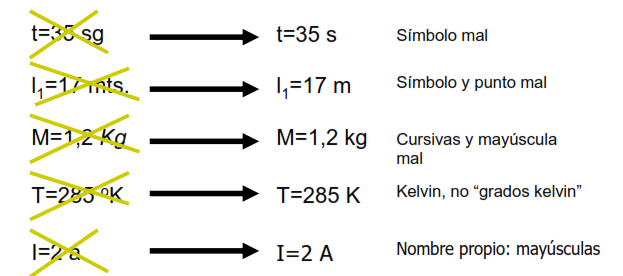 t=35 sg t=35 s Símbolo mal
l₁=17 mts. l₁=17 m Símbolo y punto mal
M=1,2 Kg M=1,2 kg Cursivas y mayúscula
mal
T=285 ºK T=285 K Kelvin, no “grados kelvin”
I=2 a I=2 A Nombre propio: mayúsculas